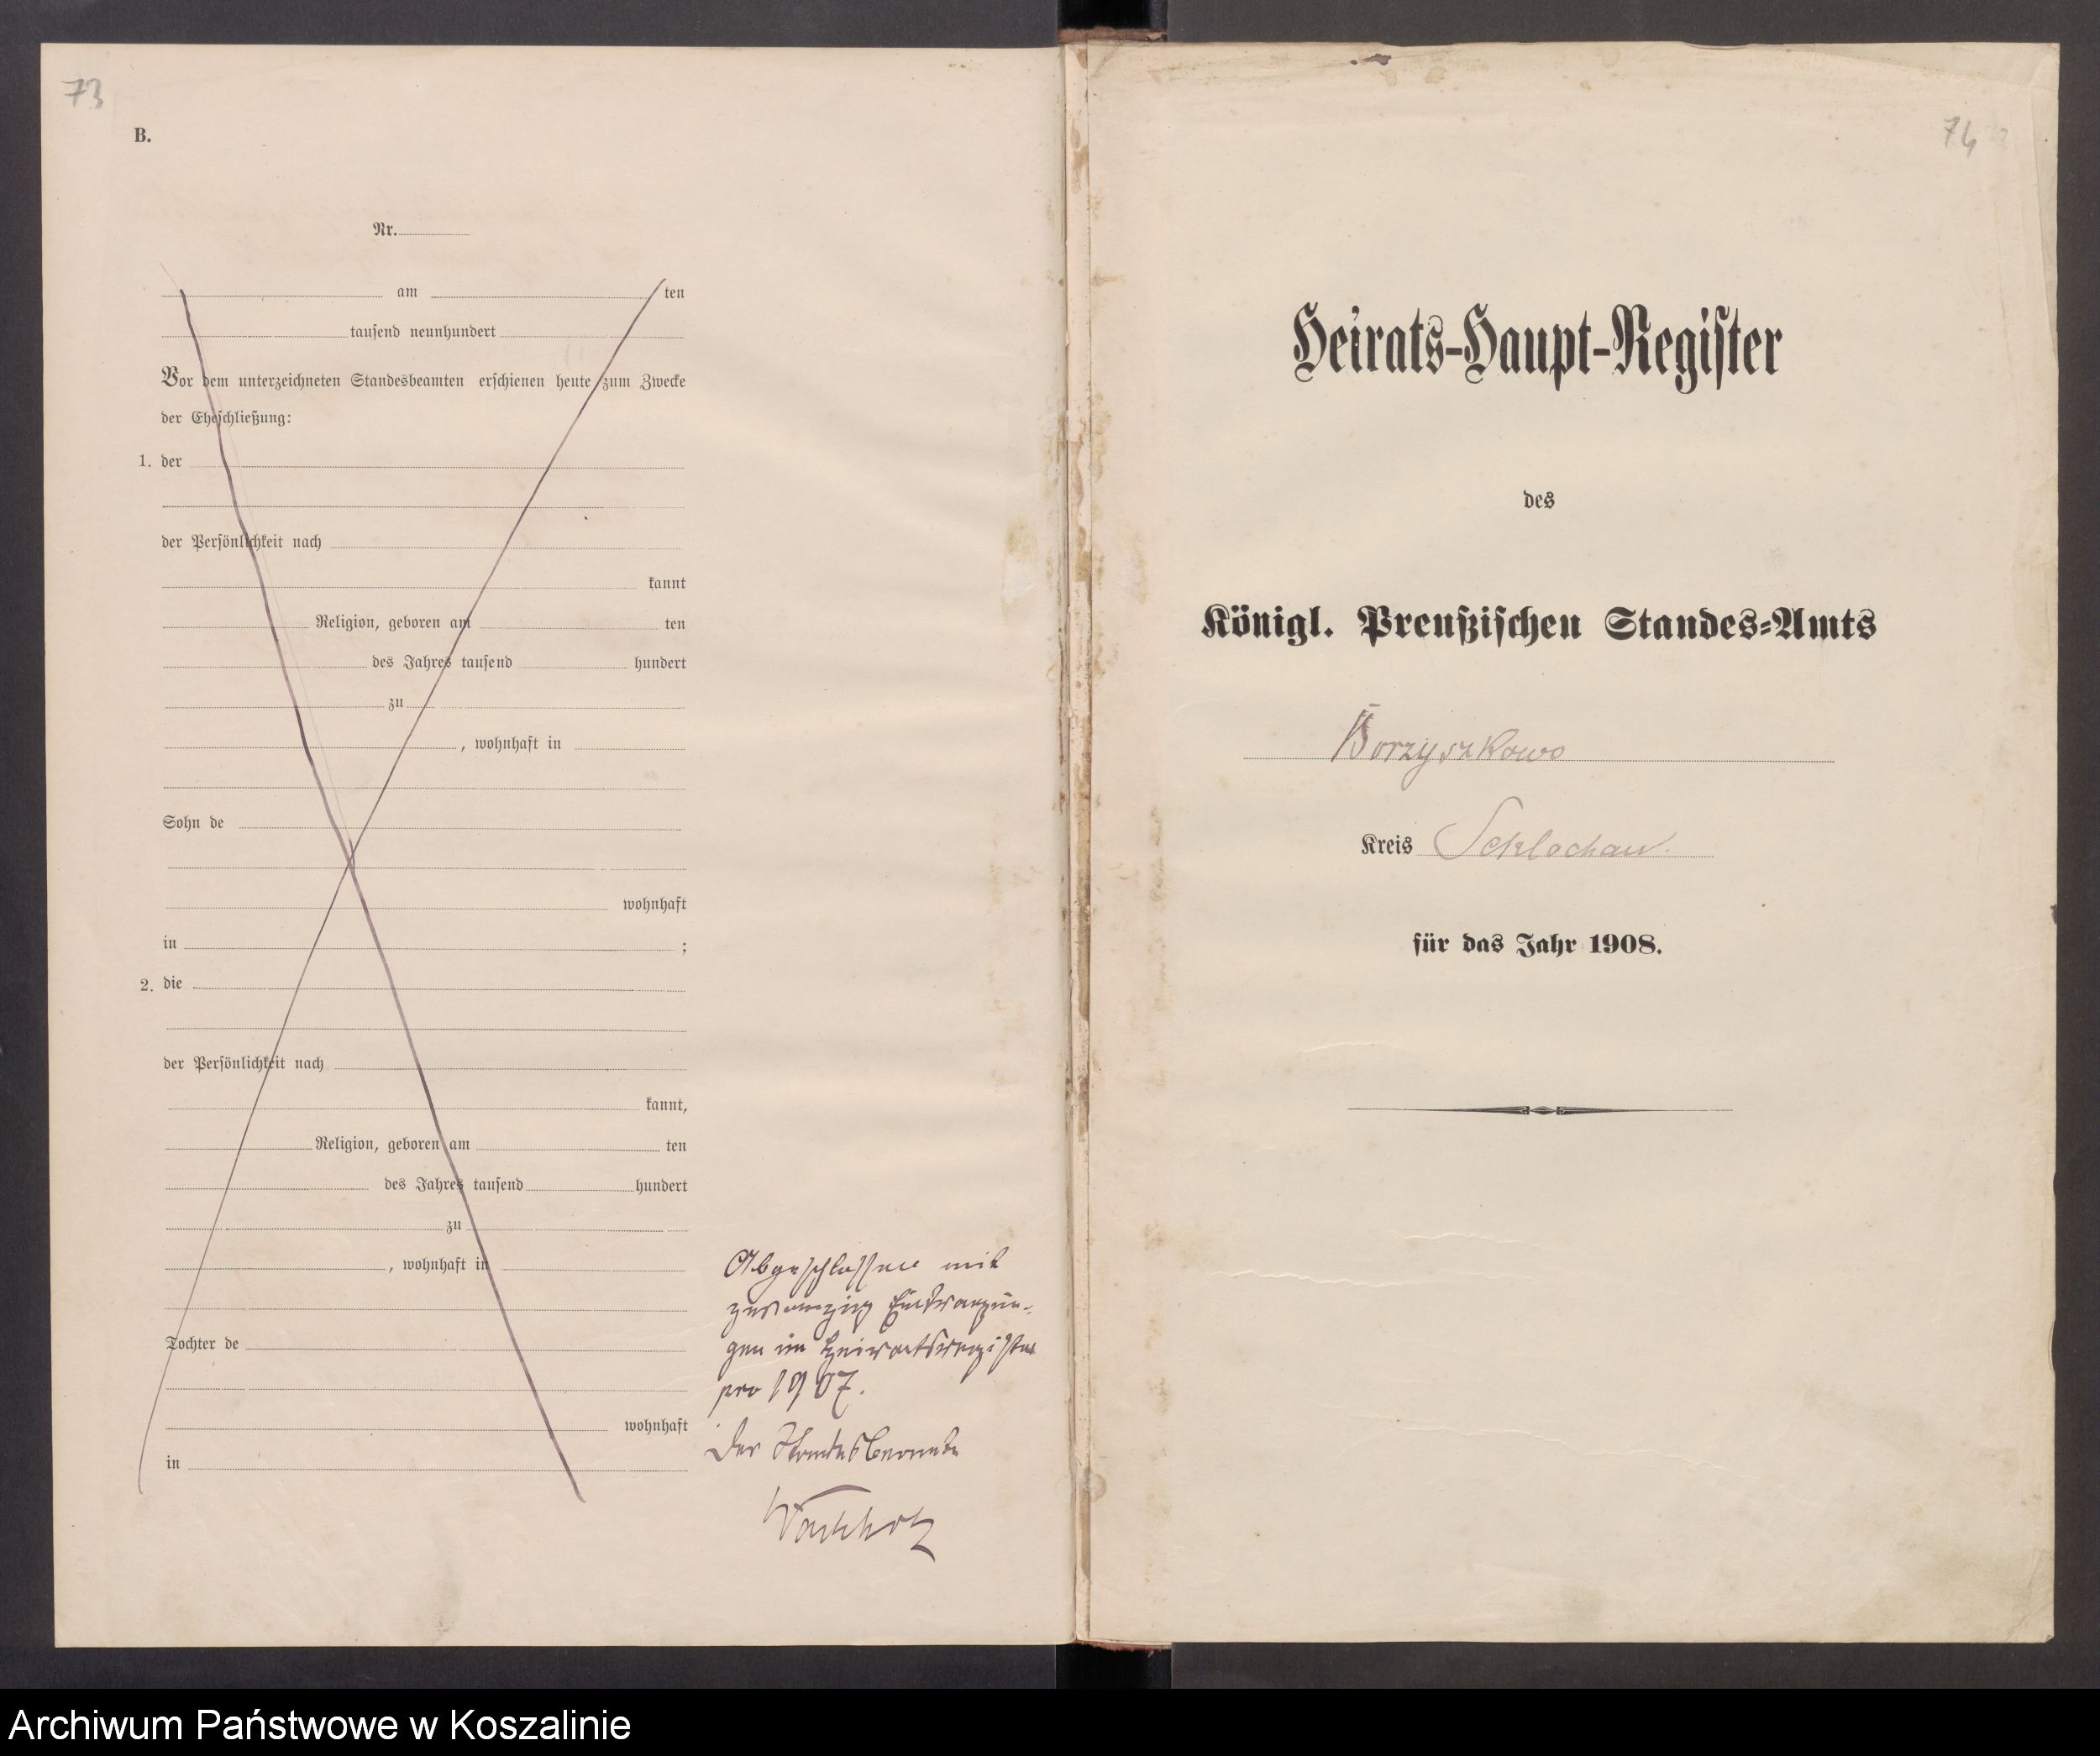 73
B.
Nr.
am ten
tausend neunhundert
Vor dem unterzeichneten Standesbeamten erschienen heute zum Zwecke
der Eheschließung:
1. der
der Persönlichkeit nach
kannt
Religion, geboren am ten
des Jahres tausend hundert
zu
, wohnhaft in
Sohn de
wohnhaft
in ;
2. die
der Persönlichkeit nach
kannt,
Religion, geboren am ten
des Jahres tausend hundert
zu
, wohnhaft in
Tochter de
wohnhaft
in
Abgeschlossen mit
zwanzig Eintragun-
gen im Heiratsregister
pro 1907.
Der Standesbeamte
74
Heirats-Haupt-Register
des
Königl. Preußischen Standes-Amts
Borzyszkowo
Kreis Schlochau.
für das Jahr 1908.
Archiwum Państwowe w Koszalinie